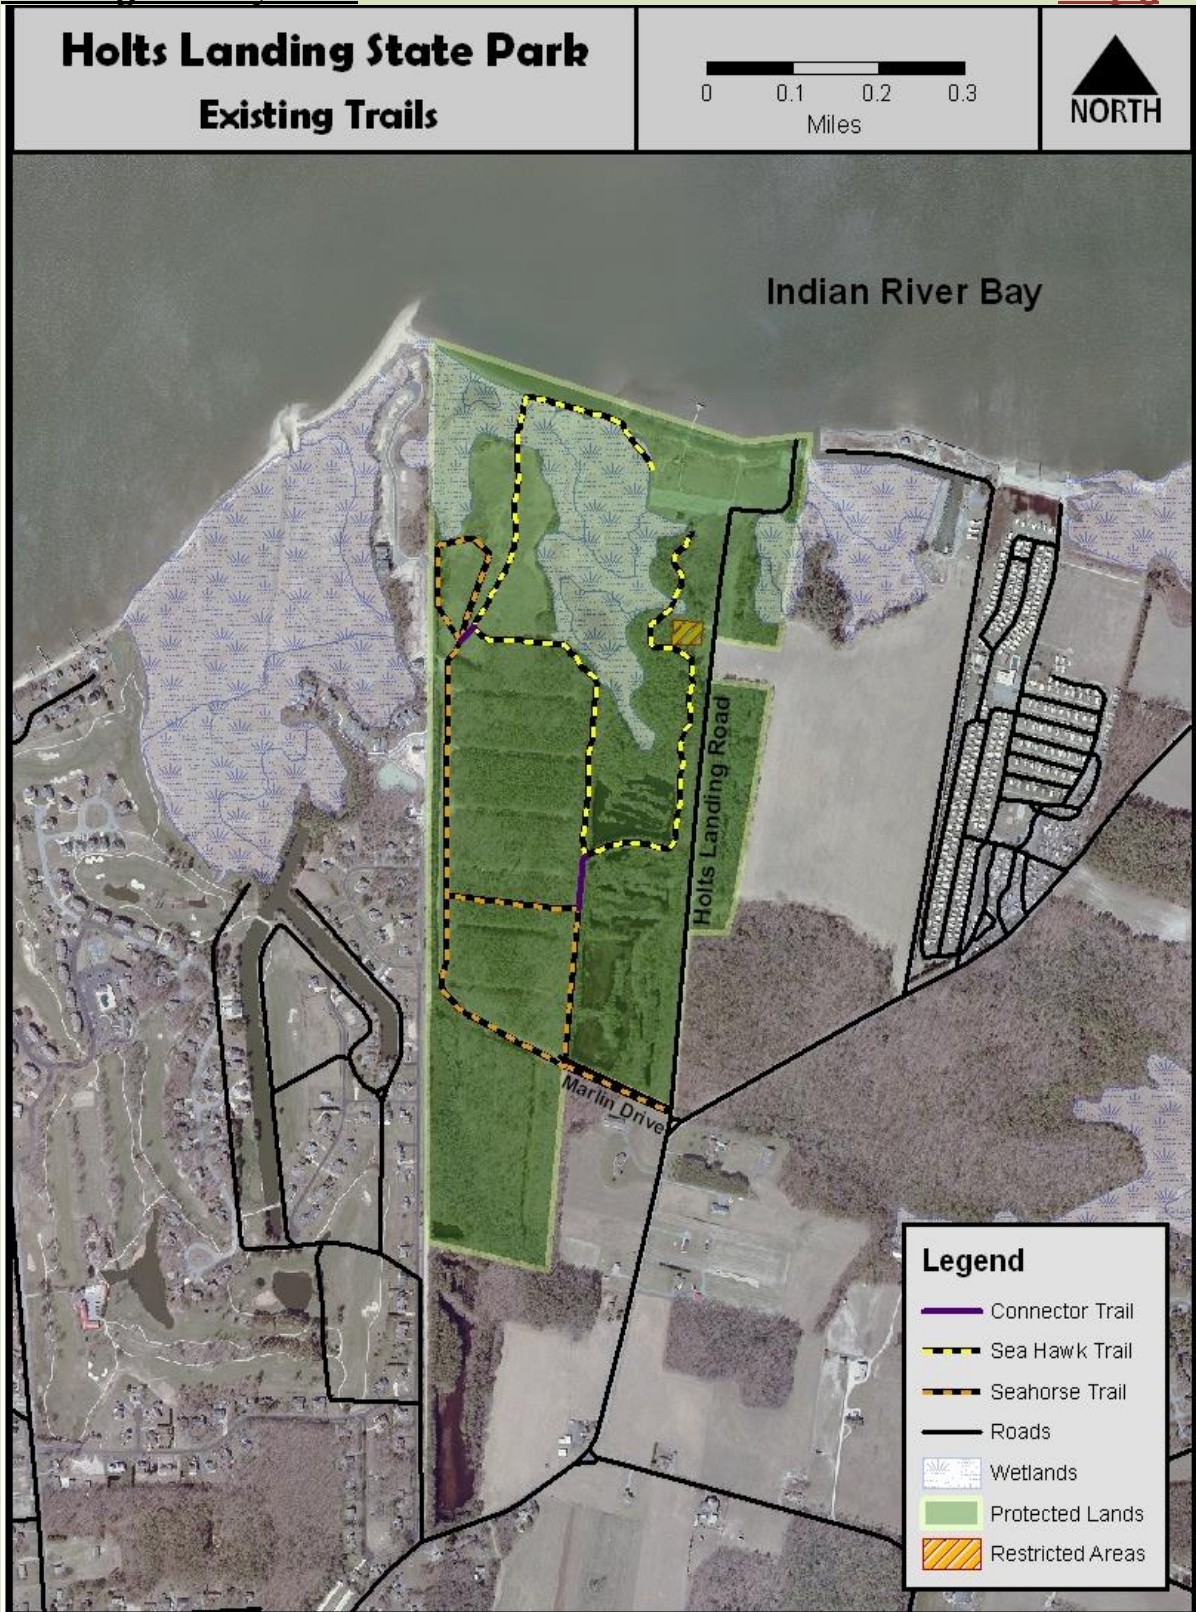 Holts Landing State Park
Existing Trails
0 0.1 0.2 0.3
Miles
NORTH
Indian River Bay
Holts Landing Road
Marlin Drive
Legend
Connector Trail
Sea Hawk Trail
Seahorse Trail
Roads
Wetlands
Protected Lands
Restricted Areas